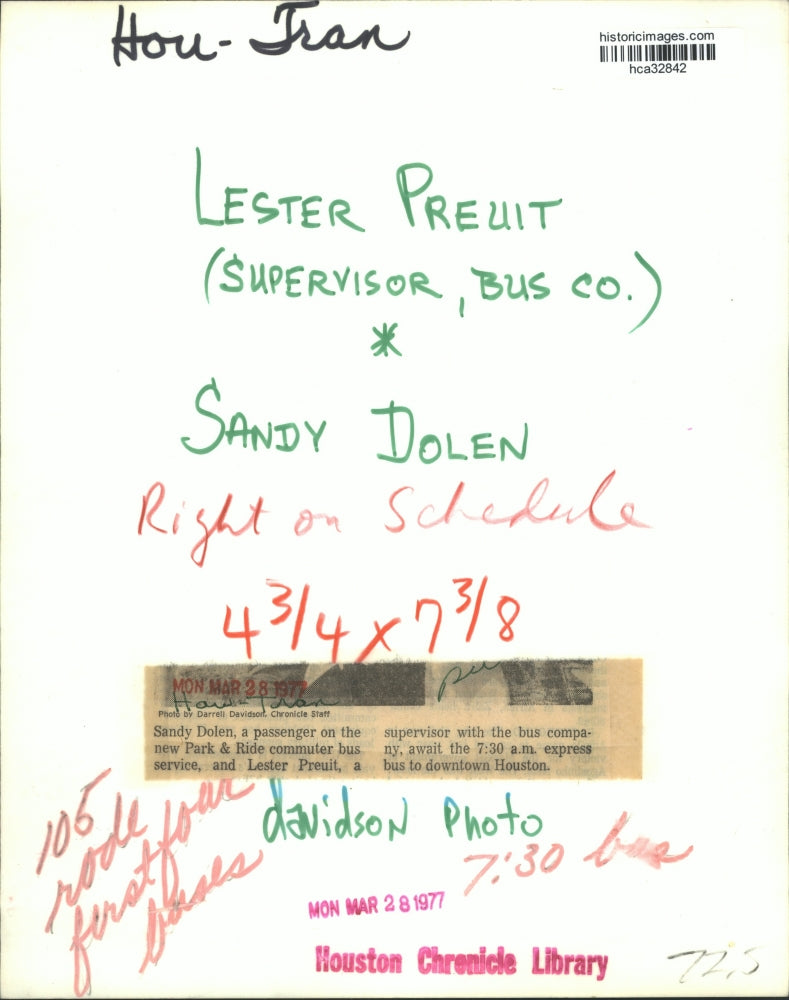 Hou-Tran
historicimages.com
hca32842
LESTER PREUIT
(SUPERVISOR, BUS CO.)
*
SANDY DOLEN
Right on Schedule
4 3/4 x 7 3/8
MON MAR 28 1977
Hou-Tran
Photo by Darrell Davidson, Chronicle Staff
Sandy Dolen, a passenger on the
new Park & Ride commuter bus
service, and Lester Preuit, a
supervisor with the bus compa-
ny, await the 7:30 a.m. express
bus to downtown Houston.
105
rode
first four
buses
davidson Photo
7:30 bus
MON MAR 28 1977
Houston Chronicle Library